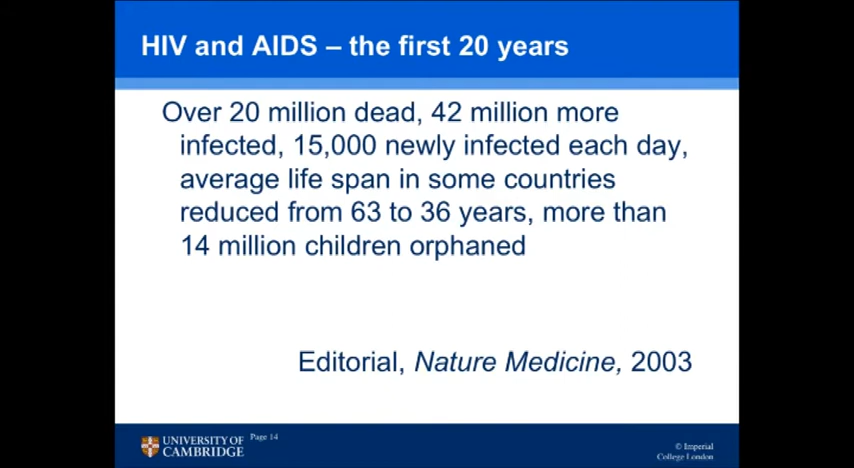 HIV and AIDS – the first 20 years
Over 20 million dead, 42 million more
infected, 15,000 newly infected each day,
average life span in some countries
reduced from 63 to 36 years, more than
14 million children orphaned
Editorial, Nature Medicine, 2003
UNIVERSITY OF
CAMBRIDGE
Page 14
© Imperial
College London